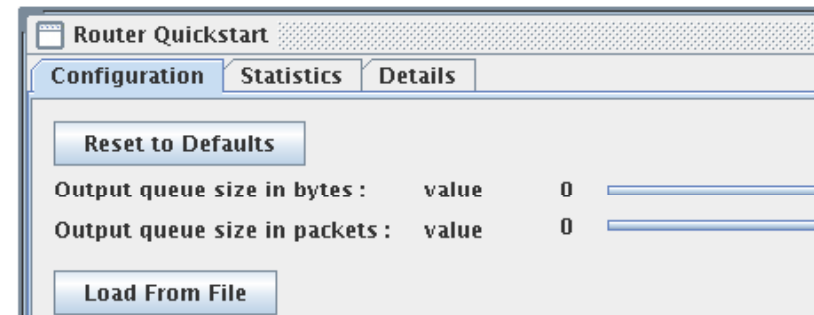 Router Quickstart
Configuration Statistics Details
Reset to Defaults
Output queue size in bytes : value 0
Output queue size in packets : value 0
Load From File